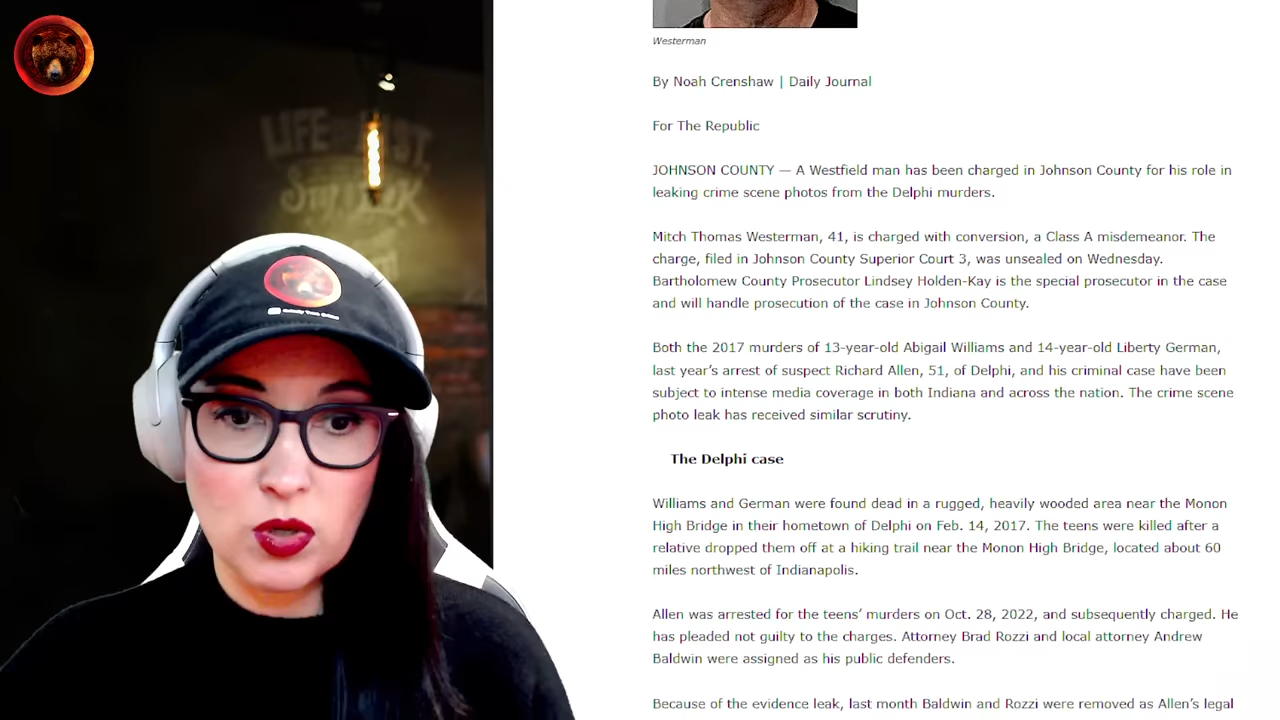 LIFE
Westerman
By Noah Crenshaw | Daily Journal
For The Republic
JOHNSON COUNTY — A Westfield man has been charged in Johnson County for his role in
leaking crime scene photos from the Delphi murders.
Mitch Thomas Westerman, 41, is charged with conversion, a Class A misdemeanor. The
charge, filed in Johnson County Superior Court 3, was unsealed on Wednesday.
Bartholomew County Prosecutor Lindsey Holden-Kay is the special prosecutor in the case
and will handle prosecution of the case in Johnson County.
Both the 2017 murders of 13-year-old Abigail Williams and 14-year-old Liberty German,
last year’s arrest of suspect Richard Allen, 51, of Delphi, and his criminal case have been
subject to intense media coverage in both Indiana and across the nation. The crime scene
photo leak has received similar scrutiny.
The Delphi case
Williams and German were found dead in a rugged, heavily wooded area near the Monon
High Bridge in their hometown of Delphi on Feb. 14, 2017. The teens were killed after a
relative dropped them off at a hiking trail near the Monon High Bridge, located about 60
miles northwest of Indianapolis.
Allen was arrested for the teens’ murders on Oct. 28, 2022, and subsequently charged. He
has pleaded not guilty to the charges. Attorney Brad Rozzi and local attorney Andrew
Baldwin were assigned as his public defenders.
Because of the evidence leak, last month Baldwin and Rozzi were removed as Allen’s legal